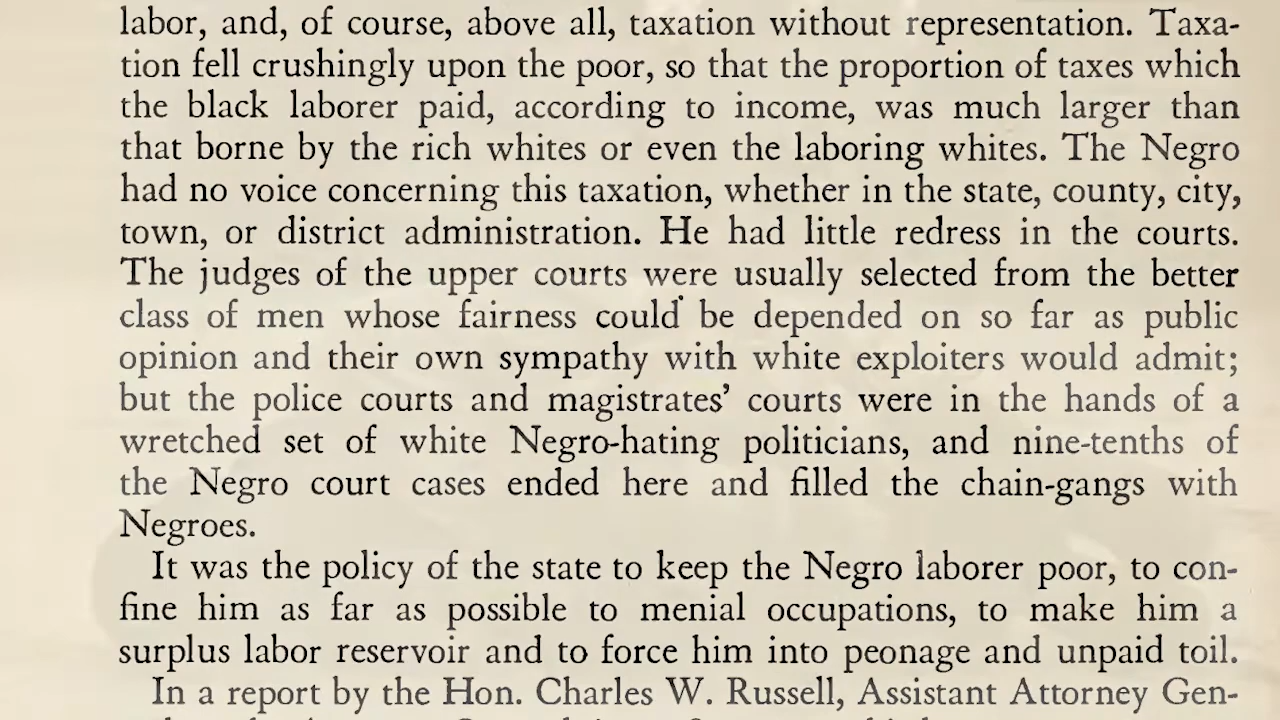 labor, and, of course, above all, taxation without representation. Taxa-
tion fell crushingly upon the poor, so that the proportion of taxes which
the black laborer paid, according to income, was much larger than
that borne by the rich whites or even the laboring whites. The Negro
had no voice concerning this taxation, whether in the state, county, city,
town, or district administration. He had little redress in the courts.
The judges of the upper courts were usually selected from the better
class of men whose fairness could be depended on so far as public
opinion and their own sympathy with white exploiters would admit;
but the police courts and magistrates’ courts were in the hands of a
wretched set of white Negro-hating politicians, and nine-tenths of
the Negro court cases ended here and filled the chain-gangs with
Negroes.
It was the policy of the state to keep the Negro laborer poor, to con-
fine him as far as possible to menial occupations, to make him a
surplus labor reservoir and to force him into peonage and unpaid toil.
In a report by the Hon. Charles W. Russell, Assistant Attorney Gen-